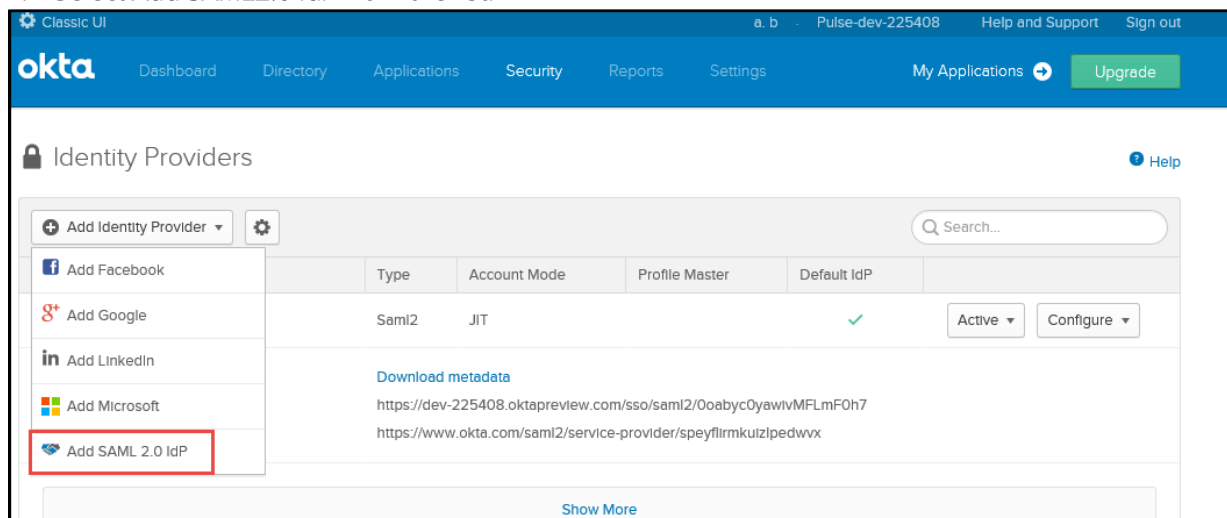 Classic UI a. b · Pulse-dev-225408 Help and Support Sign out
okta Dashboard Directory Applications Security Reports Settings My Applications Upgrade
Identity Providers
Help
Add Identity Provider Search...
Add Facebook Type Account Mode Profile Master Default IdP
Add Google Saml2 JIT Active Configure
Add LinkedIn
Download metadata
Add Microsoft https://dev-225408.oktapreview.com/sso/saml2/0oabyc0yawivMFLmF0h7
https://www.okta.com/saml2/service-provider/speyflirmkuizlpedwvx
Add SAML 2.0 IdP
Show More